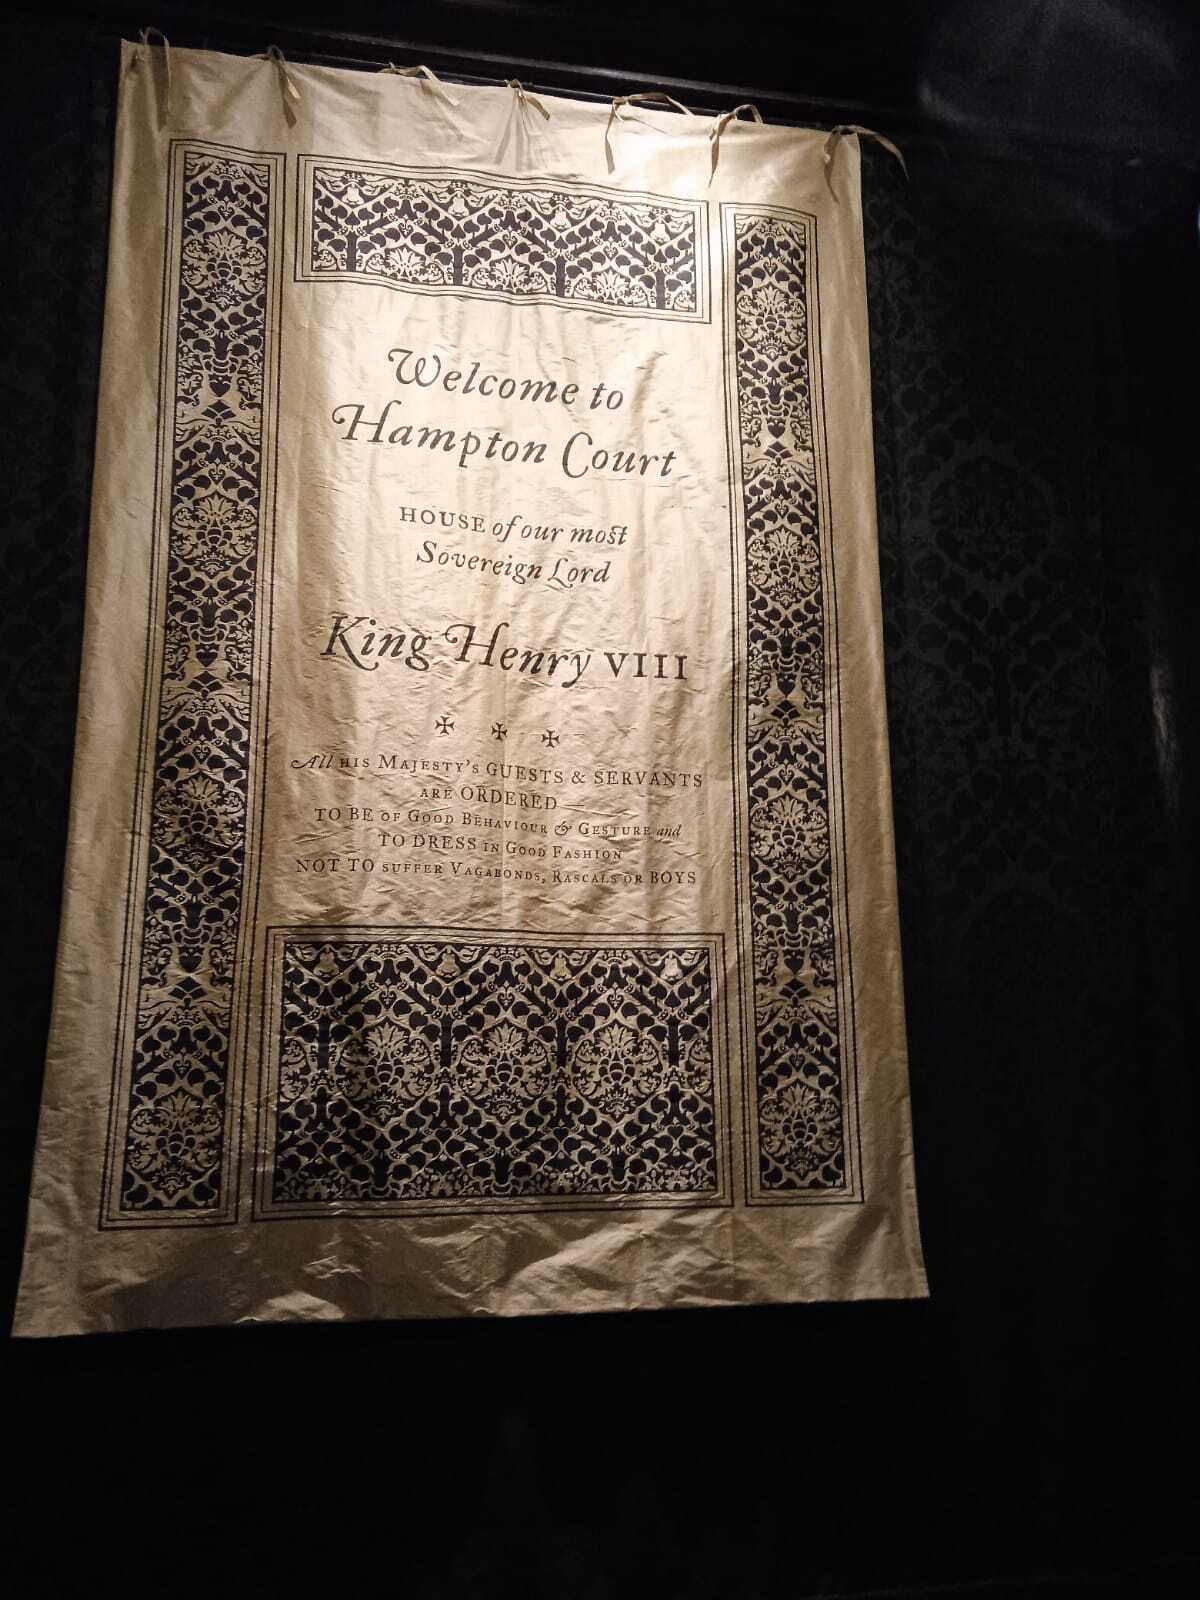 Welcome to
Hampton Court
HOUSE of our most
Sovereign Lord
King Henry VIII
All HIS MAJESTY'S GUESTS & SERVANTS
ARE ORDERED —
TO BE OF GOOD BEHAVIOUR & GESTURE and
TO DRESS IN GOOD FASHION
NOT TO SUFFER VAGABONDS, RASCALS OR BOYS